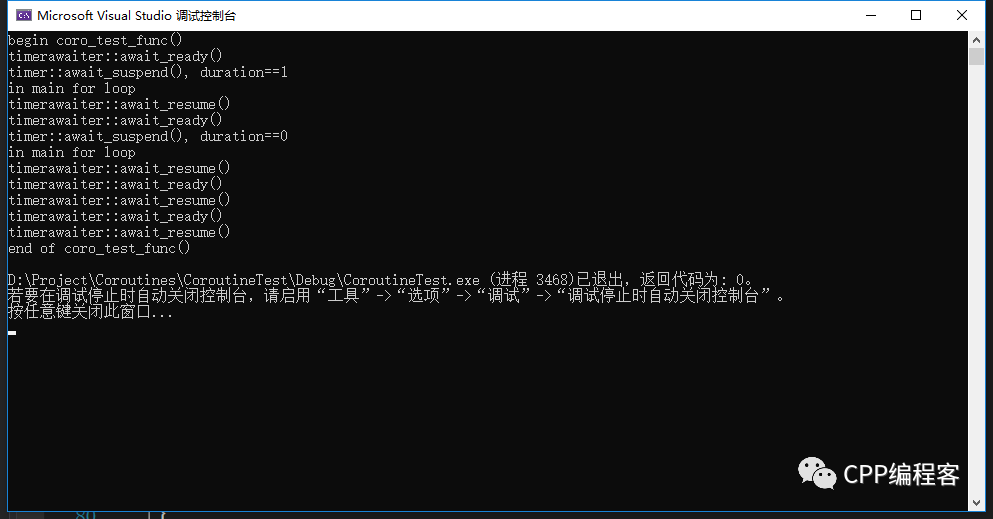 Microsoft Visual Studio 调试控制台
begin coro_test_func()
timerawaiter::await_ready()
timer::await_suspend(), duration==1
in main for loop
timerawaiter::await_resume()
timerawaiter::await_ready()
timer::await_suspend(), duration==0
in main for loop
timerawaiter::await_resume()
timerawaiter::await_ready()
timerawaiter::await_resume()
timerawaiter::await_ready()
timerawaiter::await_resume()
end of coro_test_func()
D:\Project\Coroutines\CoroutineTest\Debug\CoroutineTest.exe (进程 3468)已退出，返回代码为: 0。
若要在调试停止时自动关闭控制台，请启用“工具”->“选项”->“调试”->“调试停止时自动关闭控制台”。
按任意键关闭此窗口...
CPP编程客
80